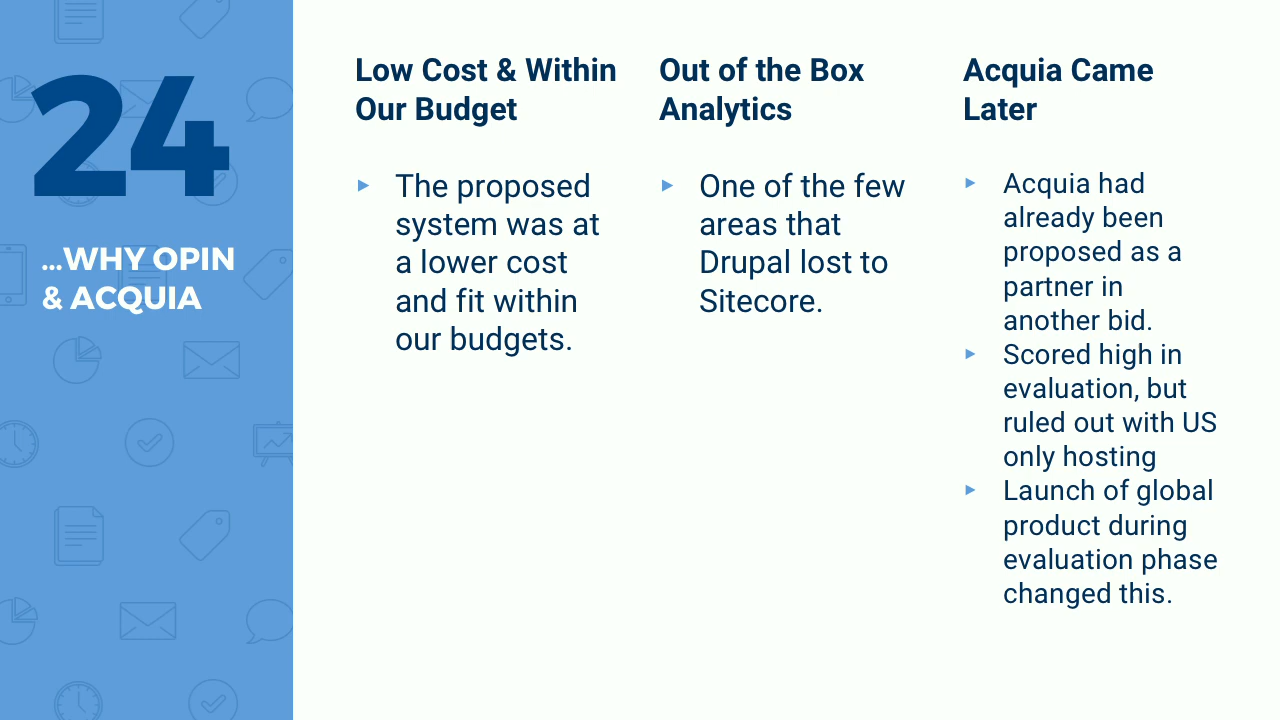 24
...WHY OPIN
& ACQUIA
Low Cost & Within
Our Budget
The proposed
system was at
a lower cost
and fit within
our budgets.
Out of the Box
Analytics
One of the few
areas that
Drupal lost to
Sitecore.
Acquia Came
Later
Acquia had
already been
proposed as a
partner in
another bid.
Scored high in
evaluation, but
ruled out with US
only hosting
Launch of global
product during
evaluation phase
changed this.